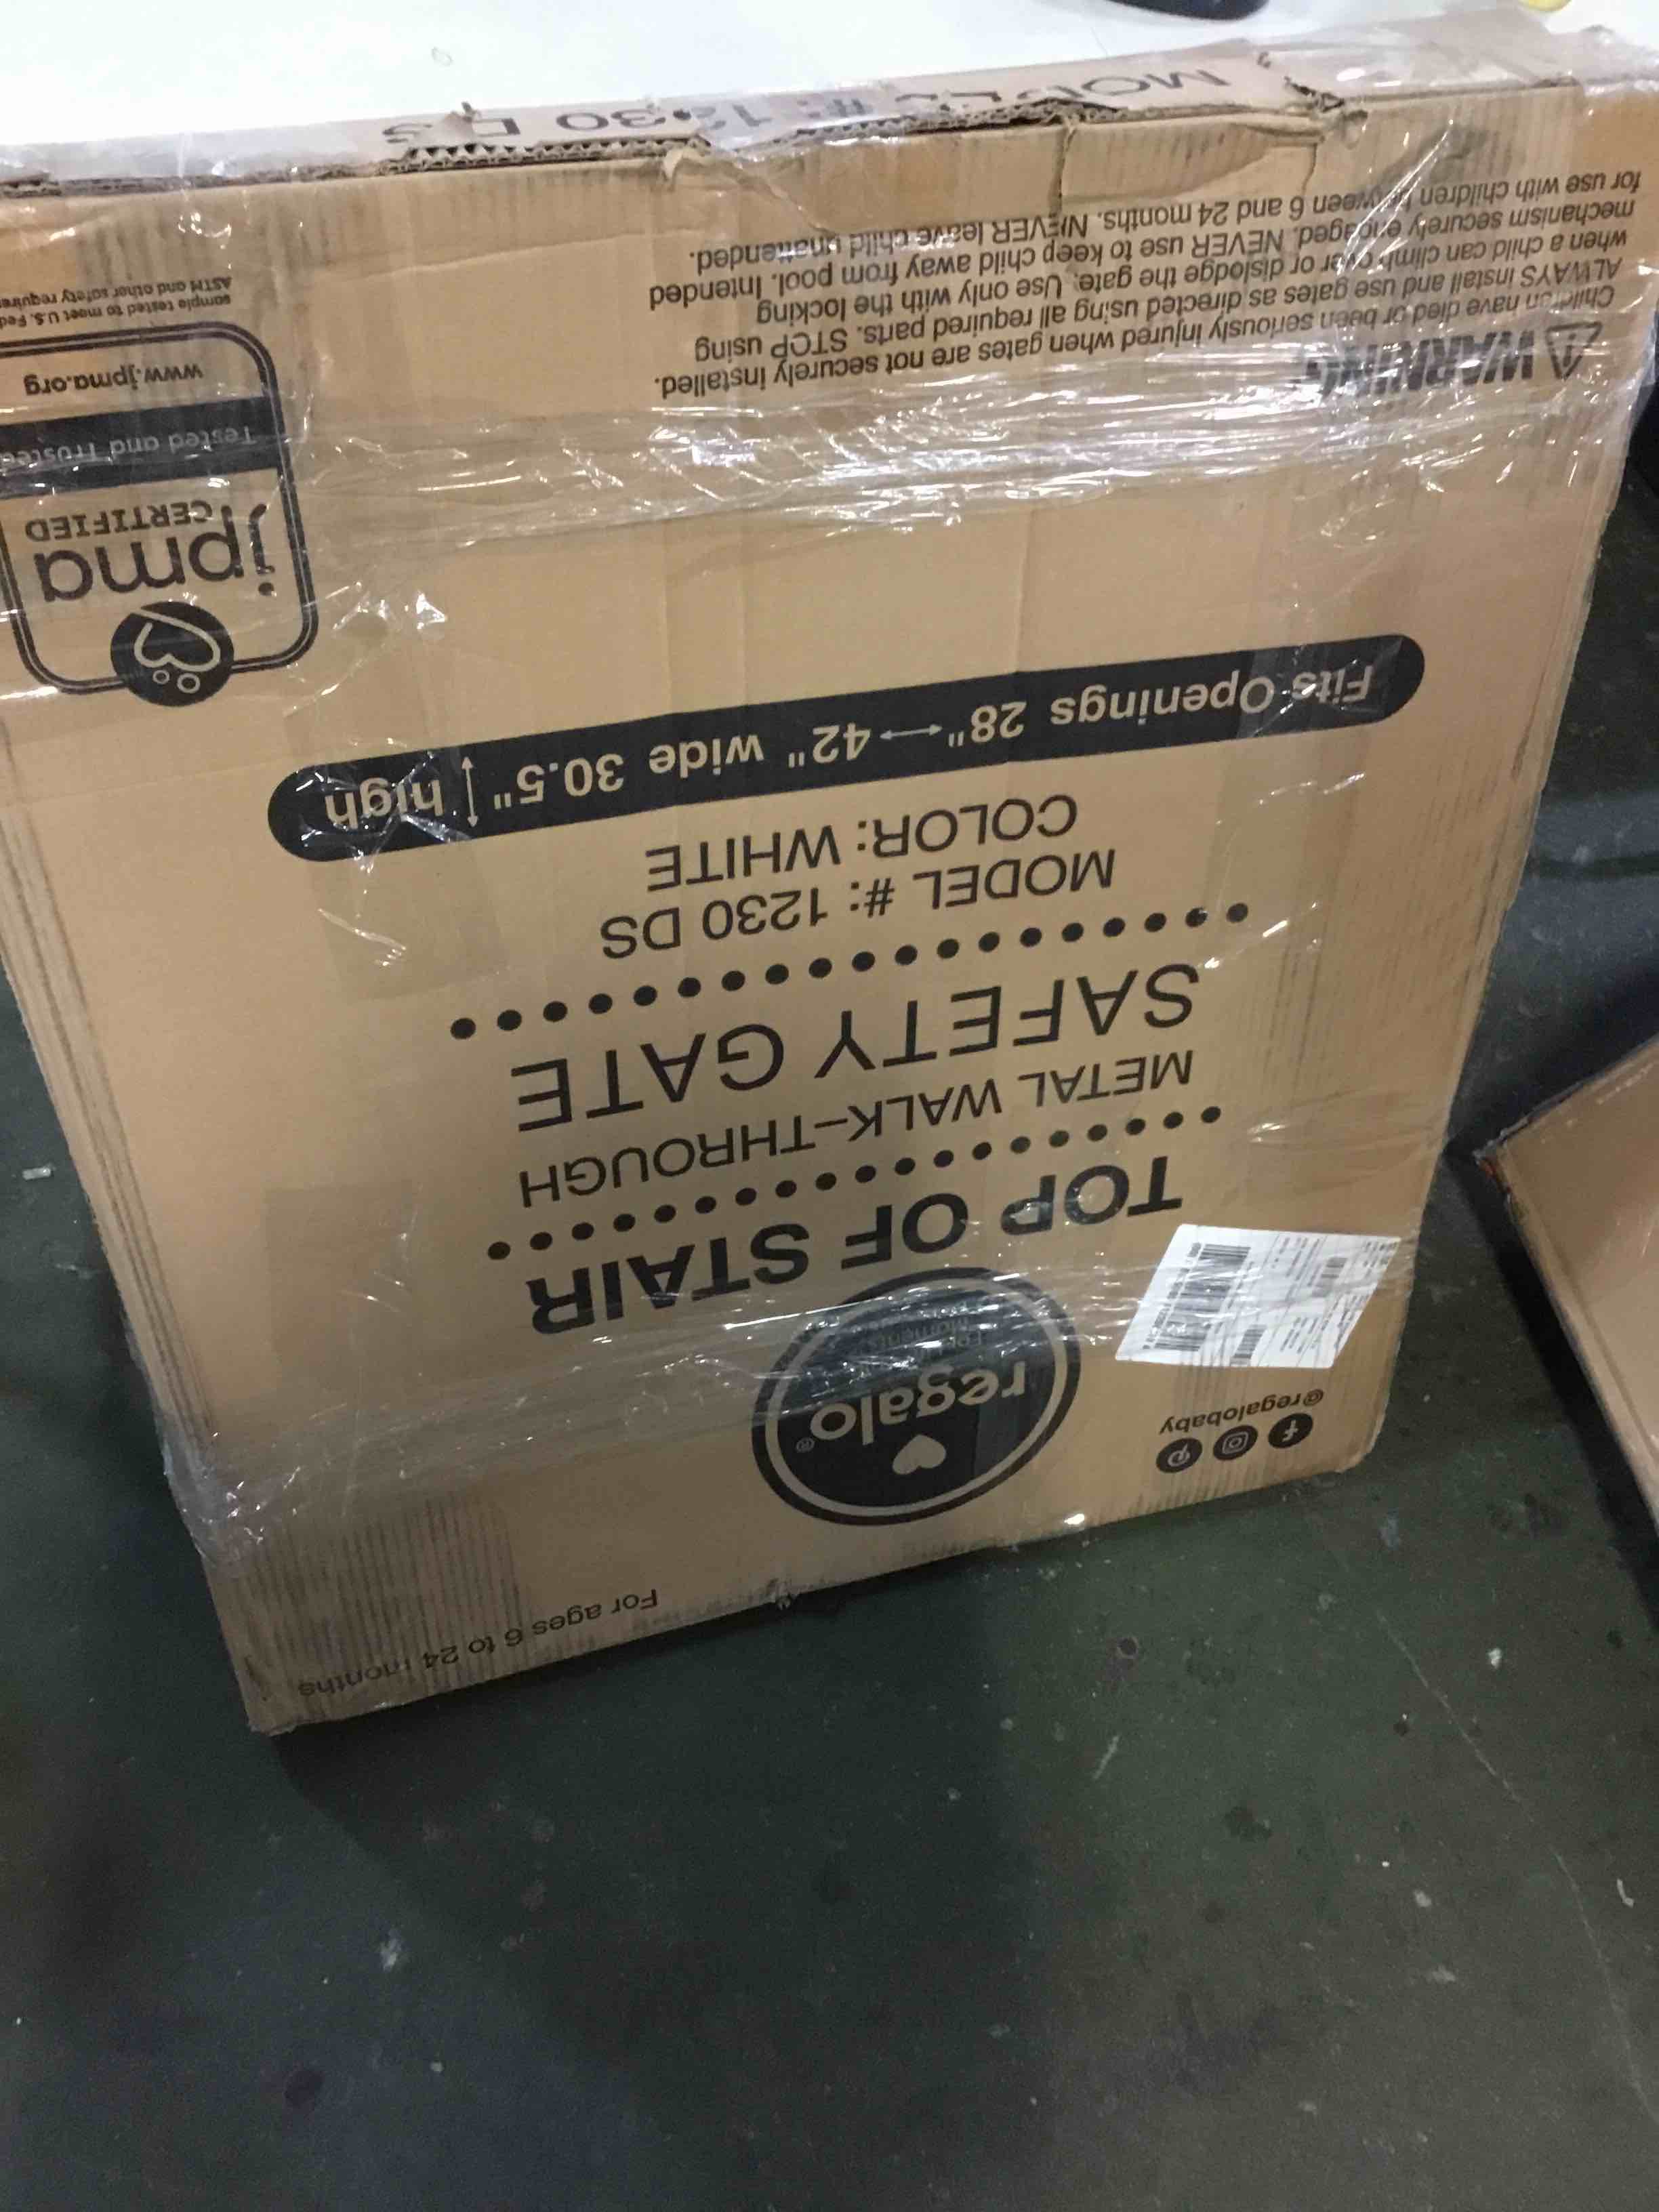 For ages 6 to 24 months
@regalobaby
regalo®
TOP OF STAIR
METAL WALK-THROUGH
SAFETY GATE
MODEL #: 1230 DS
COLOR: WHITE
Fits Openings 28"↔42" wide 30.5"↕ high
jpma
CERTIFIED
Tested and Trusted
www.jpma.org
sample tested to meet U.S. Fed
ASTM and other safety require
WARNING
Children have died or been seriously injured when gates are not securely installed.
ALWAYS install and use gates as directed using all required parts. STOP using
when a child can climb over or dislodge the gate. Use only with the locking
mechanism securely engaged. NEVER use to keep child away from pool. Intended
for use with children between 6 and 24 months. NEVER leave child unattended.
MODEL #: 1230 DS